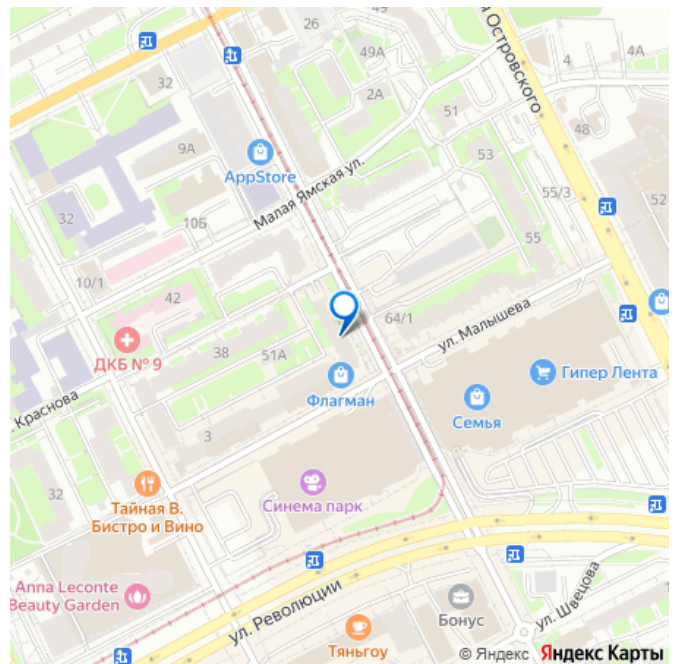 26
4
4А
я Островского
49А
2А
32
51
48
9А
53
AppStore
Малая Ямская ул.
55/3
52
32
10Б
55
10/1
42
64/1
ул. Малышева
ДКБ № 9
38
51А
Гипер Лента
Флагман
Семья
Краснова
3
32
Тайная В.
Бистро и Вино
Синема парк
Anna Leconte
Beauty Garden
ул. Революции
ул. Швецова
Бонус
Тяньгоу
© Яндекс Яндекс Карты